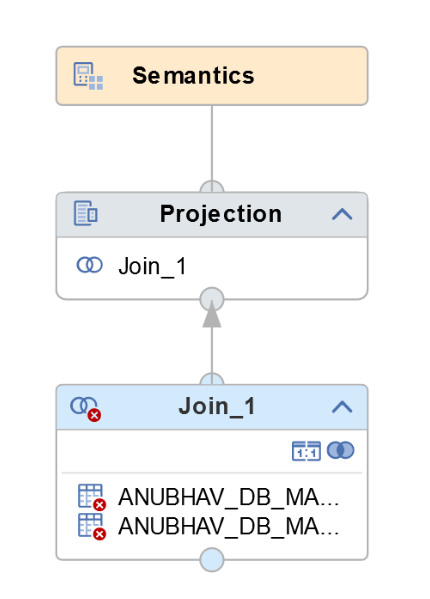 Semantics
Projection
Join_1
Join_1
1:1
ANUBHAV_DB_MA...
ANUBHAV_DB_MA...